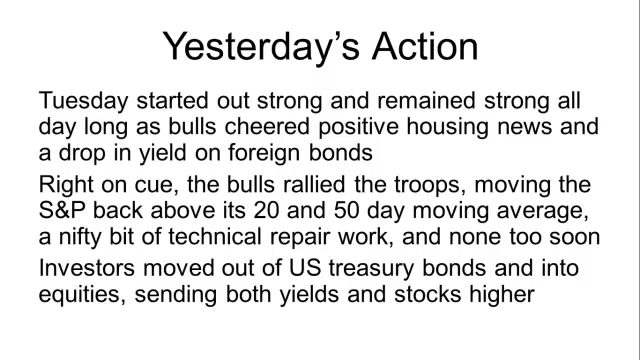 Yesterday's Action
Tuesday started out strong and remained strong all
day long as bulls cheered positive housing news and
a drop in yield on foreign bonds
Right on cue, the bulls rallied the troops, moving the
S&P back above its 20 and 50 day moving average,
a nifty bit of technical repair work, and none too soon
Investors moved out of US treasury bonds and into
equities, sending both yields and stocks higher